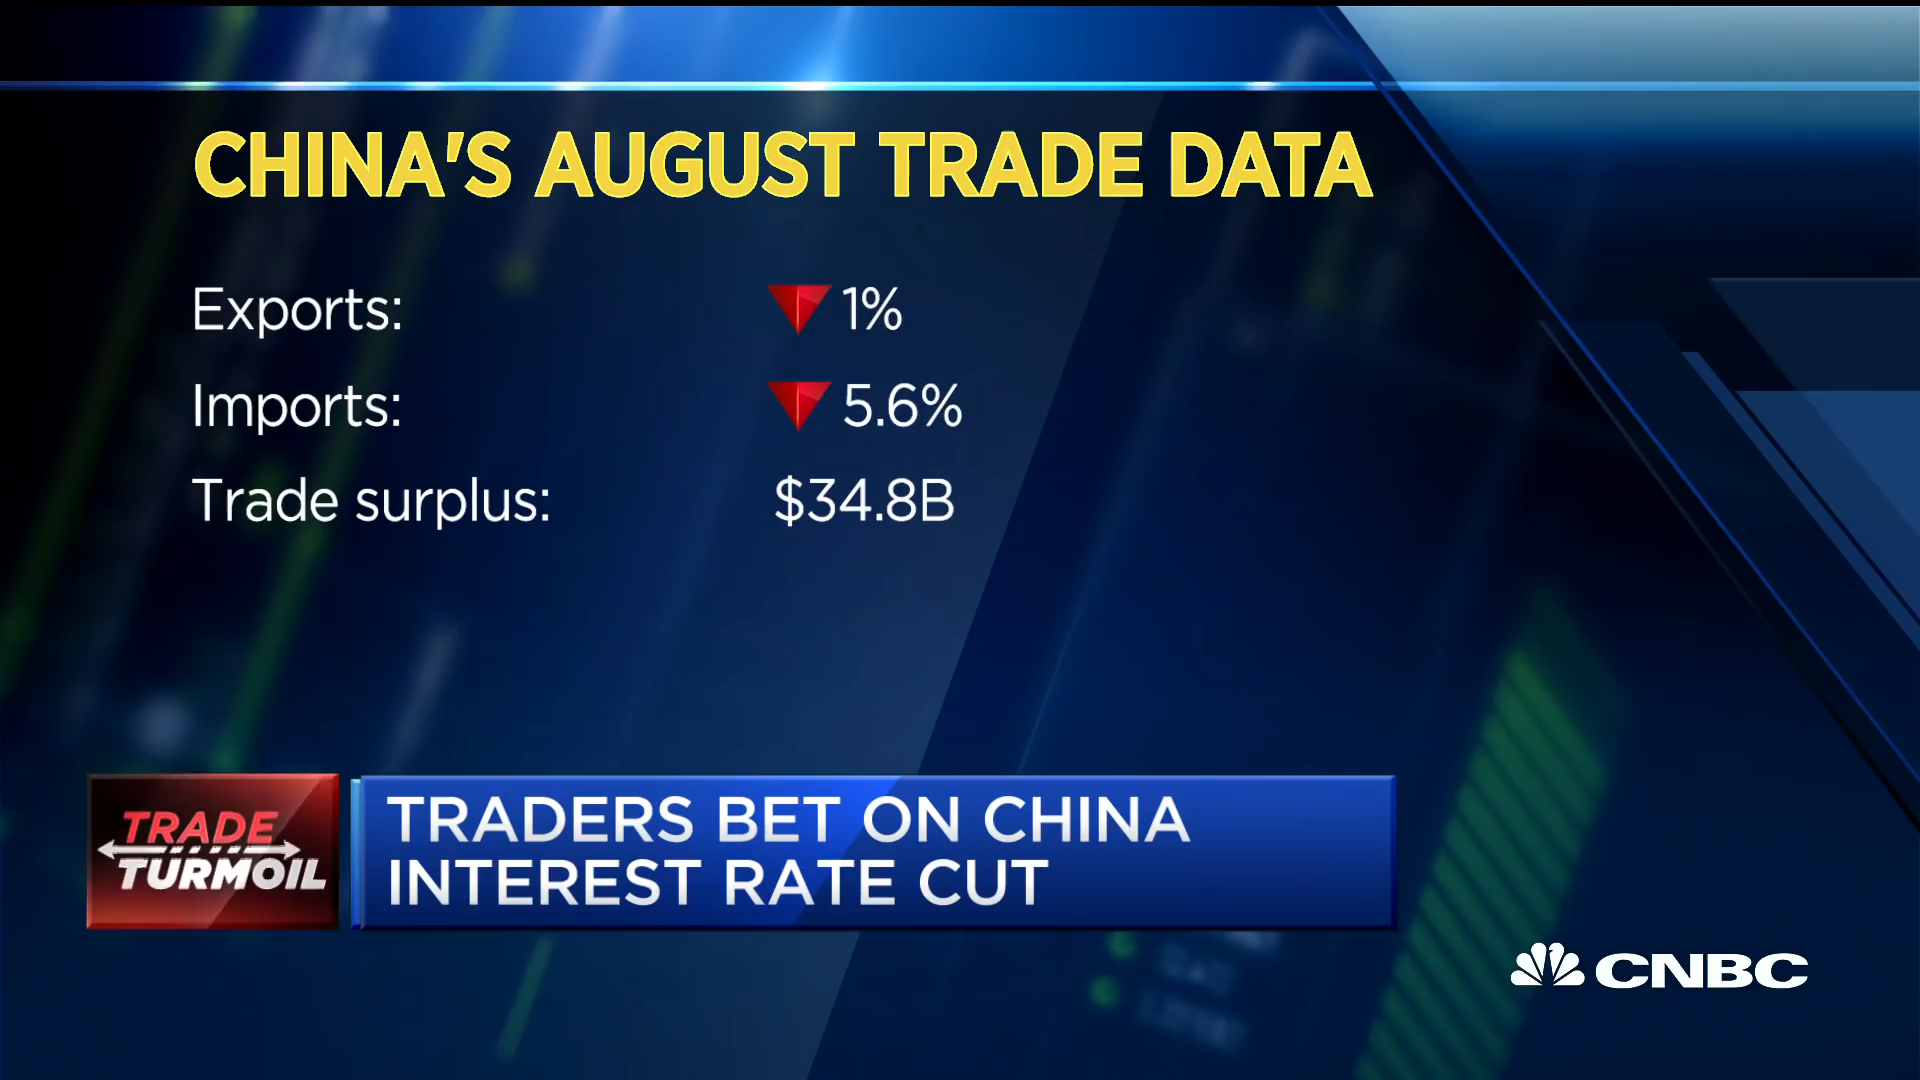 CHINA'S AUGUST TRADE DATA
Exports: ▼ 1%
Imports: ▼ 5.6%
Trade surplus: $34.8B
TRADE
TURMOIL
TRADERS BET ON CHINA
INTEREST RATE CUT
CNBC